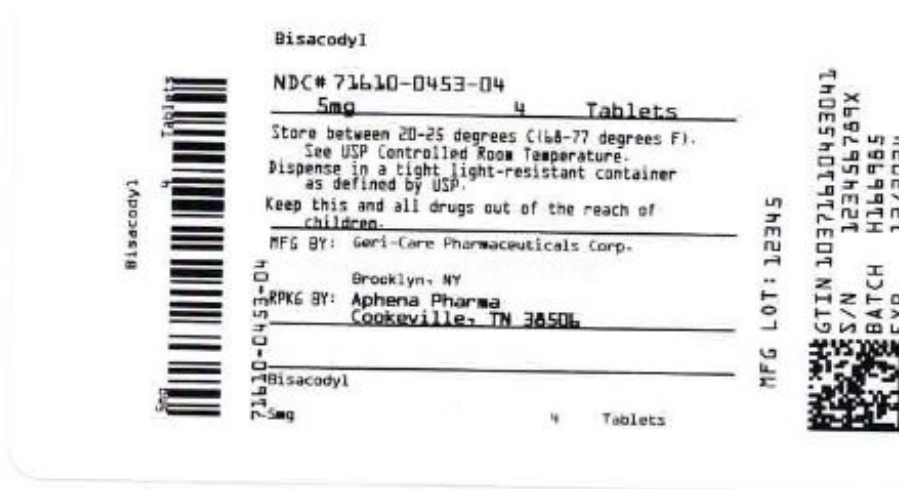 Bisacodyl
NDC# 71610-0453-04
5mg 4 Tablets
Store between 20-25 degrees C(68-77 degrees F).
See USP Controlled Room Temperature.
Dispense in a tight light-resistant container
as defined by USP.
Keep this and all drugs out of the reach of
children.
MFG BY: Geri-Care Pharmaceuticals Corp.
Brooklyn, NY
RPKG BY: Aphena Pharma
Cookeville, TN 38506
Bisacodyl
5mg 4 Tablets
Bisacodyl
5mg 4 Tablets
71610-0453-04
MFG LOT: 12345
GTIN 10371610453041
S/N 123456789X
BATCH H166985
EXP